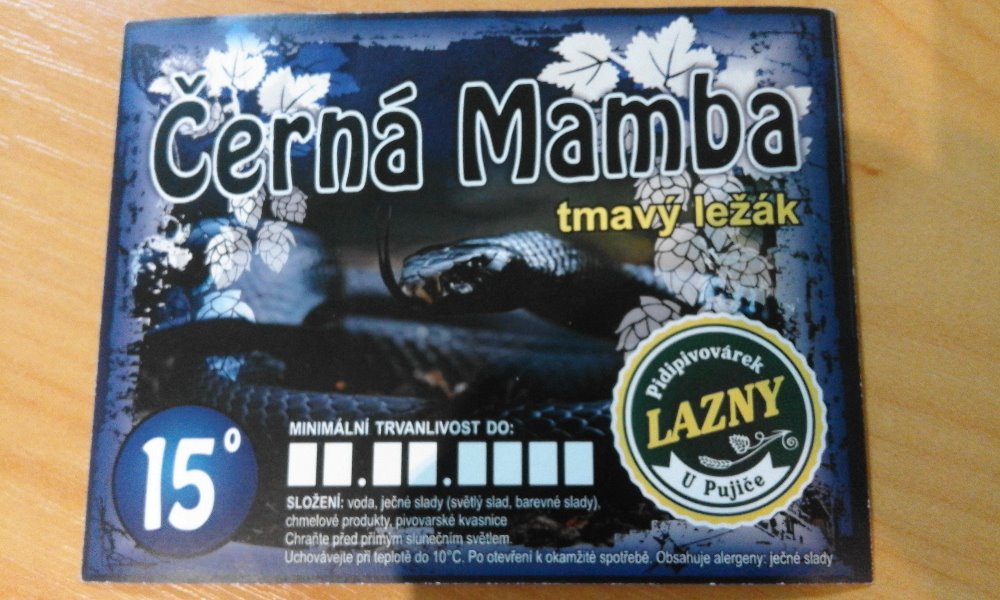 Černá Mamba
tmavý ležák
Pidipivovárek
LAZNY
U Pujiče
15°
MINIMÁLNÍ TRVANLIVOST DO:
SLOŽENÍ: voda, ječné slady (světlý slad, barevné slady),
chmelové produkty, pivovarské kvasnice
Chraňte před přímým slunečním světlem.
Uchovávejte při teplotě do 10°C. Po otevření k okamžité spotřebě. Obsahuje alergeny: ječné slady